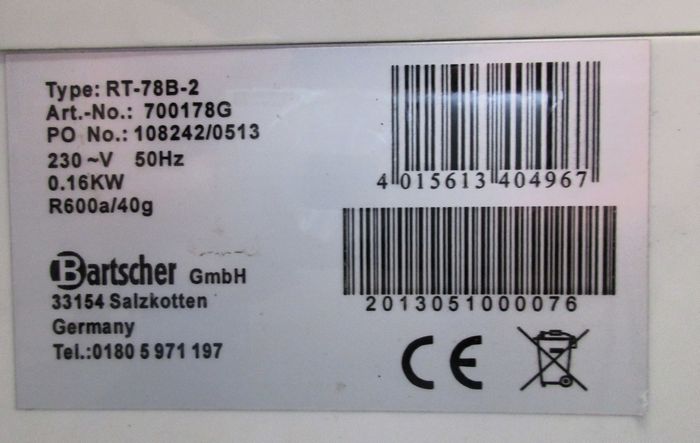 Type: RT-78B-2
Art.-No.: 700178G
PO No.: 108242/0513
230 ~V 50Hz
0.16KW
R600a/40g
Bartscher GmbH
33154 Salzkotten
Germany
Tel.:0180 5 971 197
4 015613 404967
2013051000076
CE